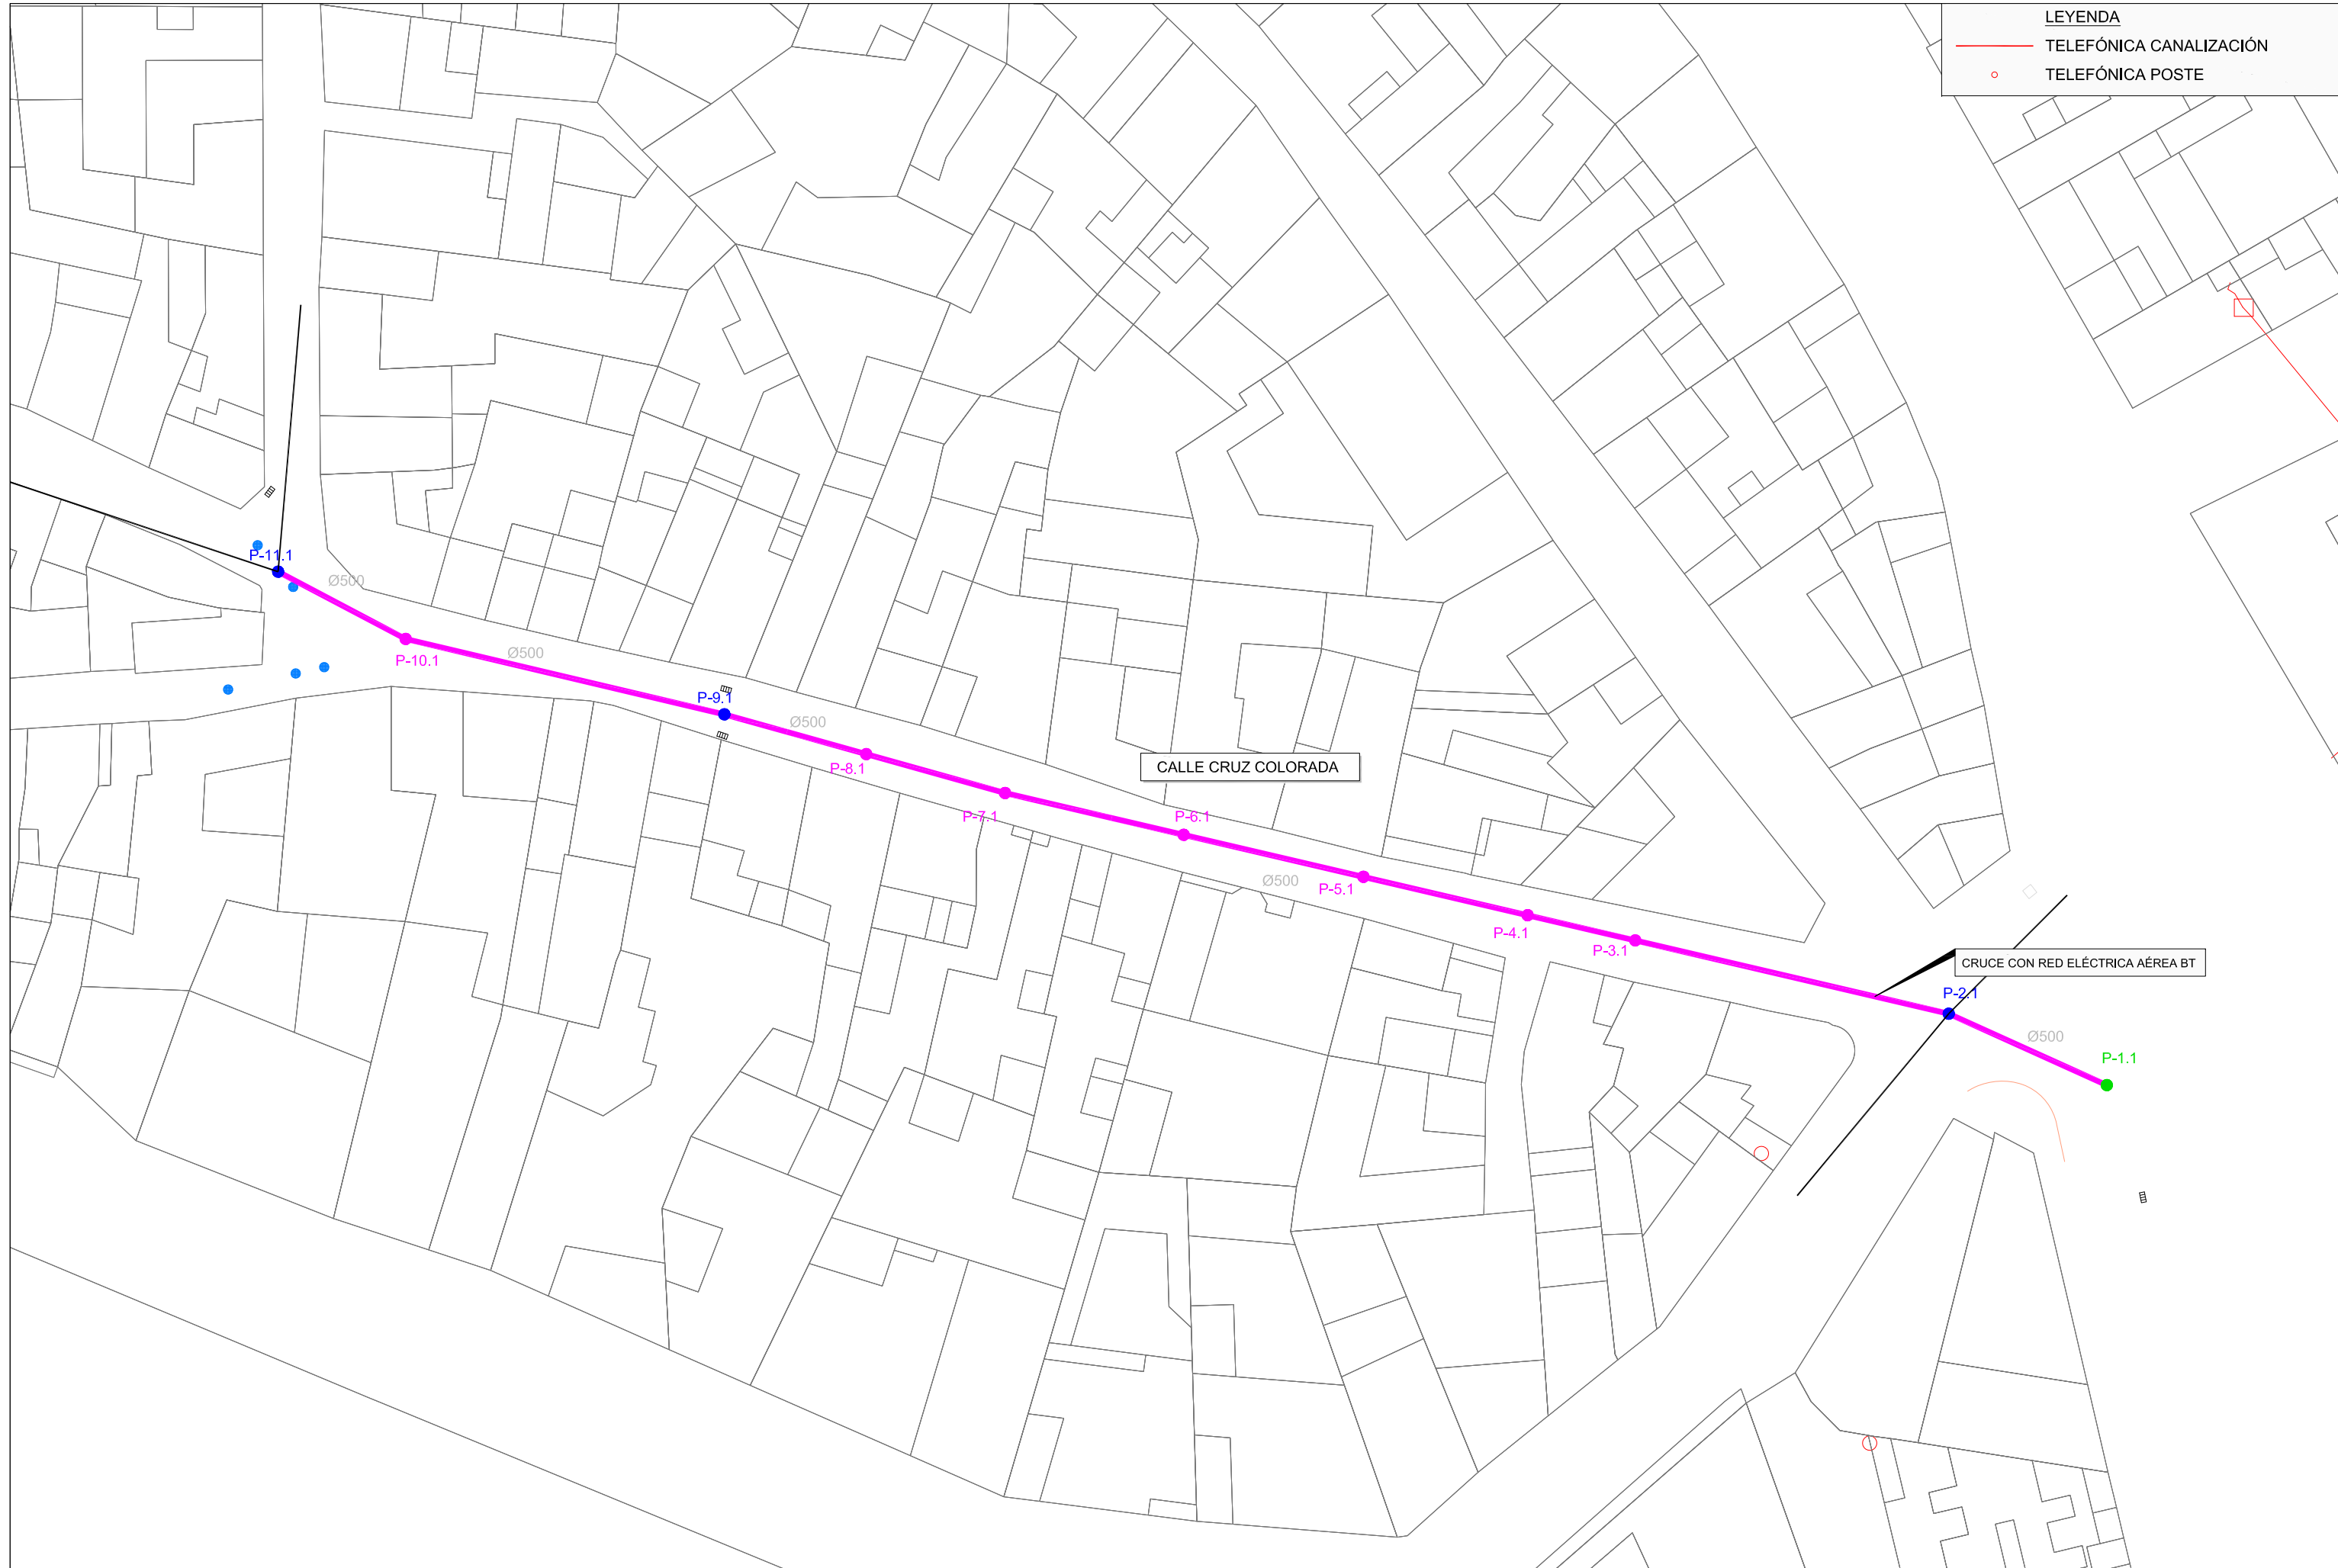 LEYENDA
TELEFÓNICA CANALIZACIÓN
TELEFÓNICA POSTE
P-11.1
Ø500
P-10.1
Ø500
P-9.1
Ø500
P-8.1
CALLE CRUZ COLORADA
P-7.1
P-6.1
Ø500
P-5.1
P-4.1
P-3.1
CRUCE CON RED ELÉCTRICA AÉREA BT
P-2.1
Ø500
P-1.1